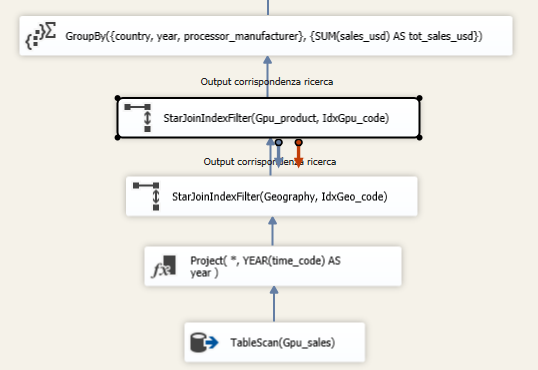 GroupBy({country, year, processor_manufacturer}, {SUM(sales_usd) AS tot_sales_usd})
Output corrispondenza ricerca
StarJoinIndexFilter(Gpu_product, IdxGpu_code)
Output corrispondenza ricerca
StarJoinIndexFilter(Geography, IdxGeo_code)
Project( *, YEAR(time_code) AS
year )
TableScan(Gpu_sales)